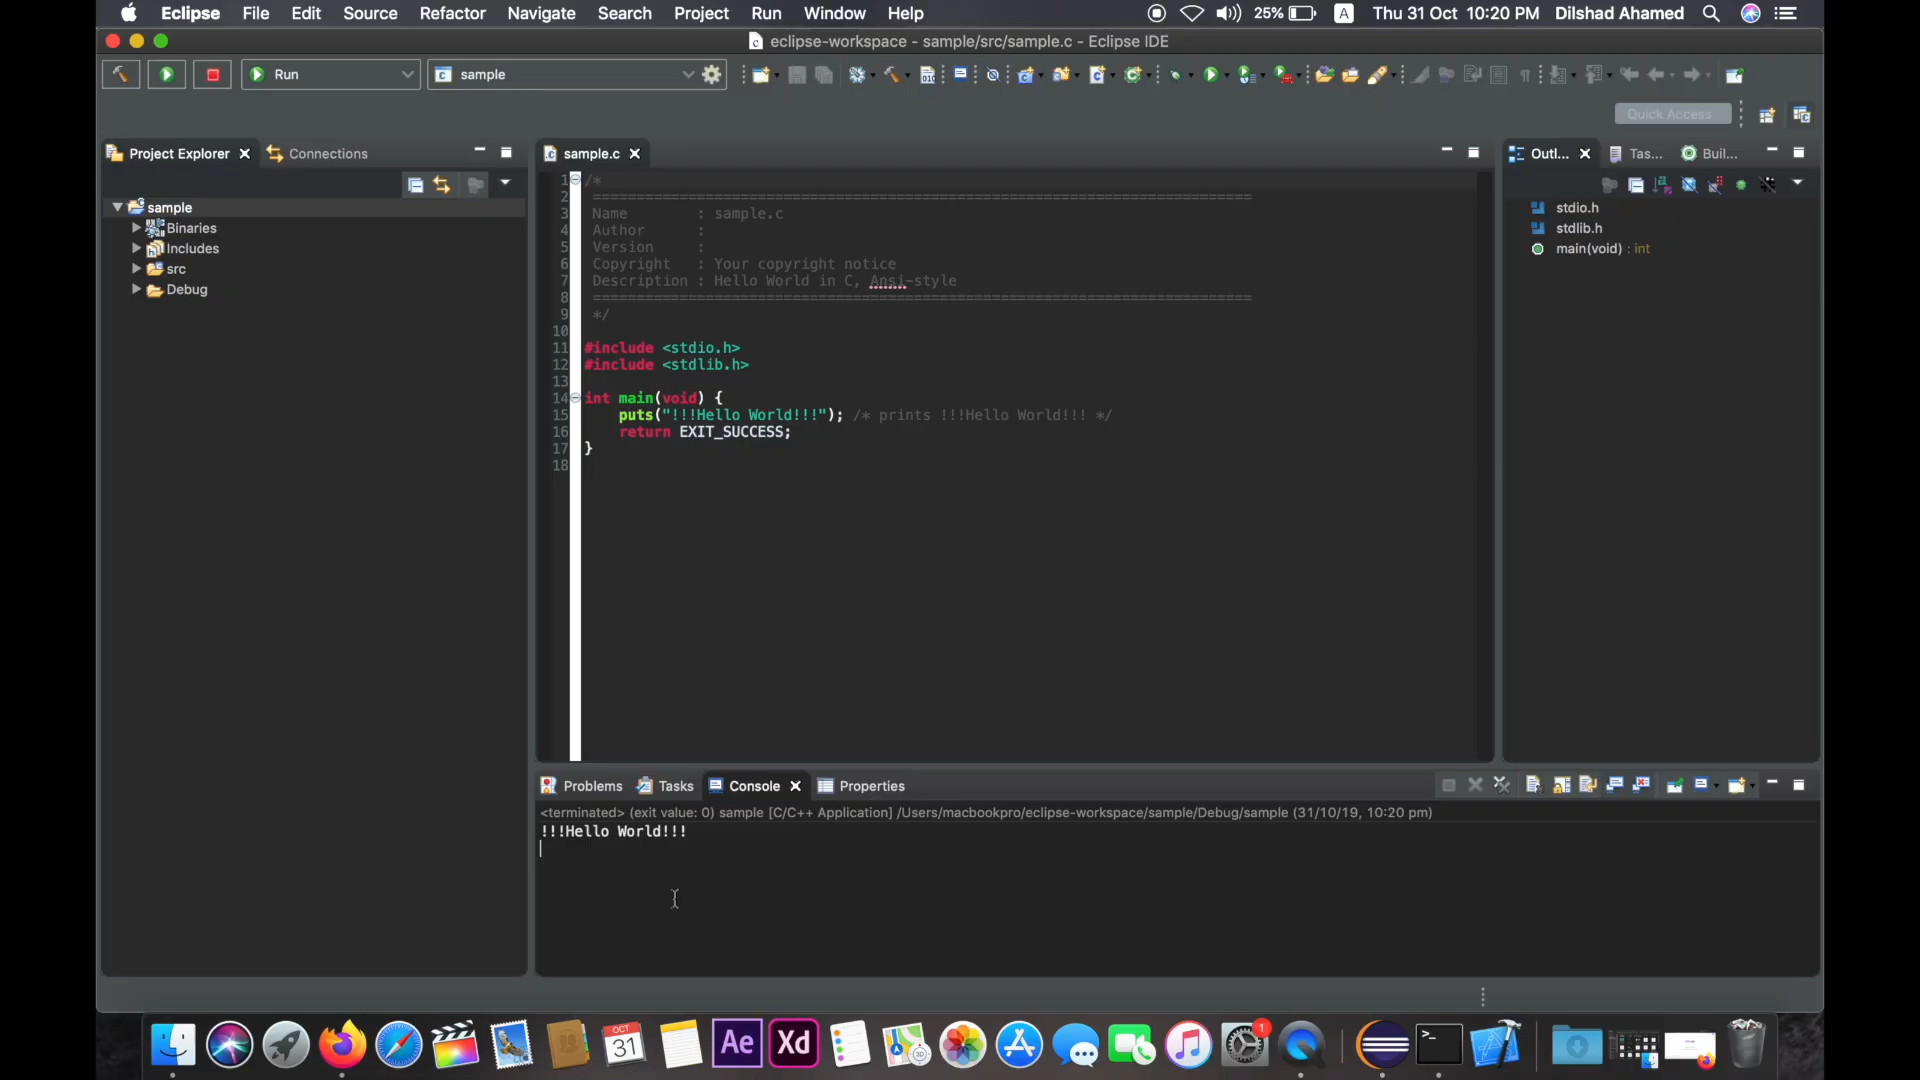 Eclipse File Edit Source Refactor Navigate Search Project Run Window Help 25% A Thu 31 Oct 10:20 PM Dilshad Ahamed
eclipse-workspace - sample/src/sample.c - Eclipse IDE
Run sample
Quick Access
Project Explorer Connections
sample
Binaries
Includes
src
Debug
sample.c
1 /*
2 ============================================================================
3 Name : sample.c
4 Author :
5 Version :
6 Copyright : Your copyright notice
7 Description : Hello World in C, Ansi-style
8 ============================================================================
9 */
10
11 #include <stdio.h>
12 #include <stdlib.h>
13
14 int main(void) {
15 puts("!!!Hello World!!!"); /* prints !!!Hello World!!! */
16 return EXIT_SUCCESS;
17 }
18
Outl... Tas... Buil...
stdio.h
stdlib.h
main(void) : int
Problems Tasks Console Properties
<terminated> (exit value: 0) sample [C/C++ Application] /Users/macbookpro/eclipse-workspace/sample/Debug/sample (31/10/19, 10:20 pm)
!!!Hello World!!!
OCT
31
Ae Xd
3D
1